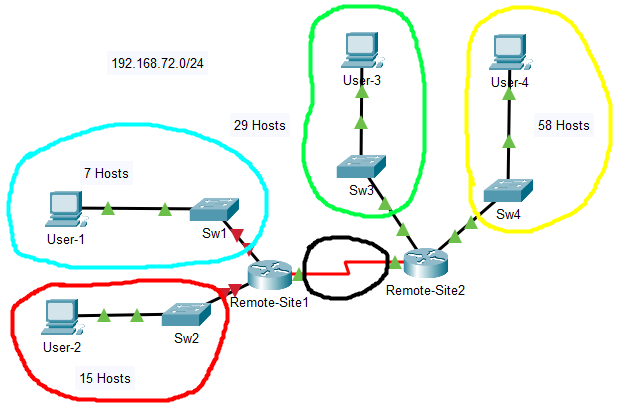 192.168.72.0/24
User-3
User-4
29 Hosts
58 Hosts
7 Hosts
Sw3
Sw4
Sw1
User-1
Remote-Site1
Remote-Site2
User-2
Sw2
15 Hosts